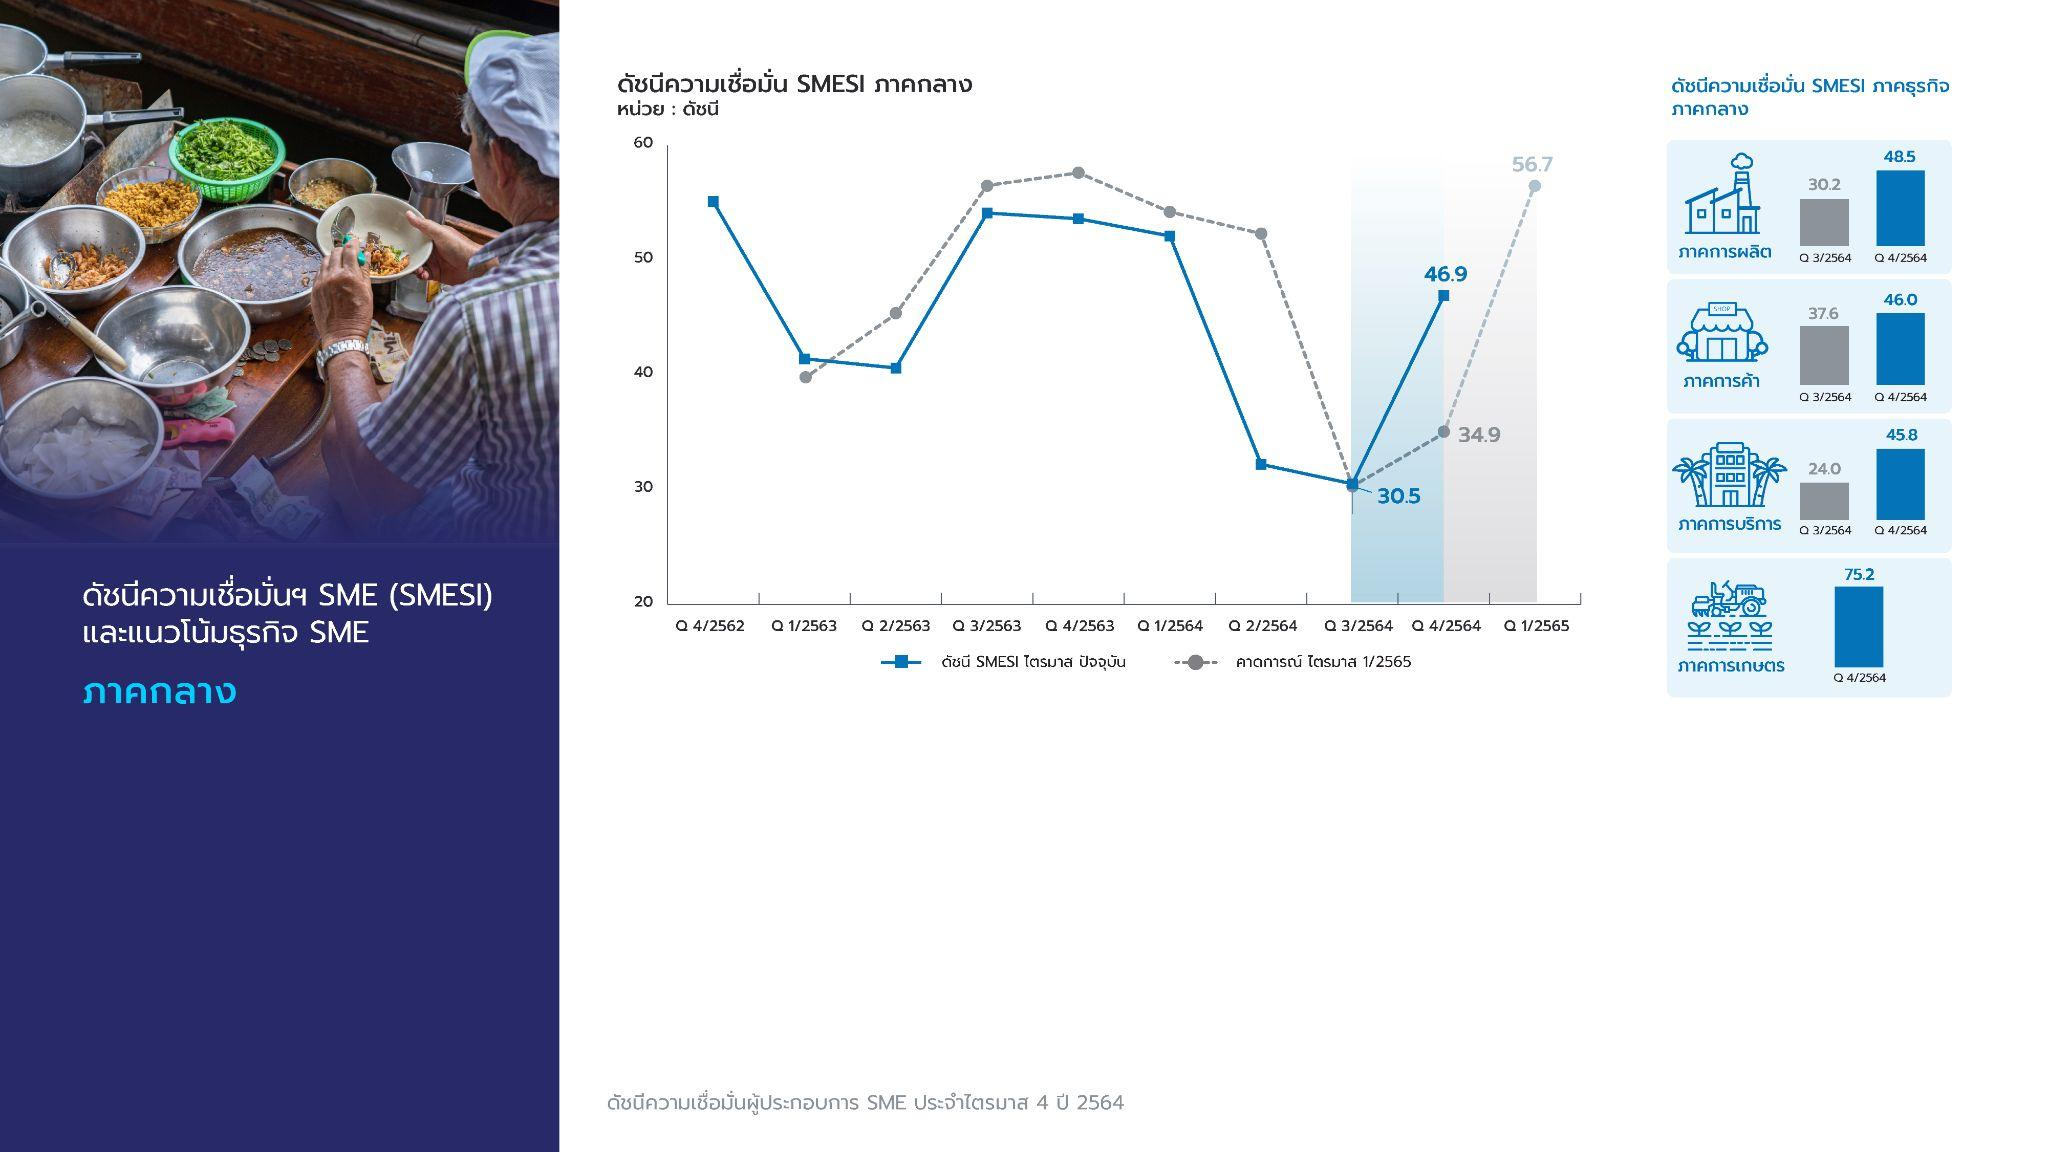 ดัชนีความเชื่อมั่นฯ SME (SMESI)
และแนวโน้มธุรกิจ SME
ภาคกลาง
ดัชนีความเชื่อมั่น SMESI ภาคกลาง
หน่วย : ดัชนี
60
50
40
30
20
56.7
46.9
34.9
30.5
Q 4/2562 Q 1/2563 Q 2/2563 Q 3/2563 Q 4/2563 Q 1/2564 Q 2/2564 Q 3/2564 Q 4/2564 Q 1/2565
ดัชนี SMESI ไตรมาส ปัจจุบัน คาดการณ์ ไตรมาส 1/2565
ดัชนีความเชื่อมั่น SMESI ภาคธุรกิจ
ภาคกลาง
30.2 48.5
ภาคการผลิต Q 3/2564 Q 4/2564
SHOP
37.6 46.0
ภาคการค้า Q 3/2564 Q 4/2564
24.0 45.8
ภาคการบริการ Q 3/2564 Q 4/2564
75.2
ภาคการเกษตร Q 4/2564
ดัชนีความเชื่อมั่นผู้ประกอบการ SME ประจำไตรมาส 4 ปี 2564